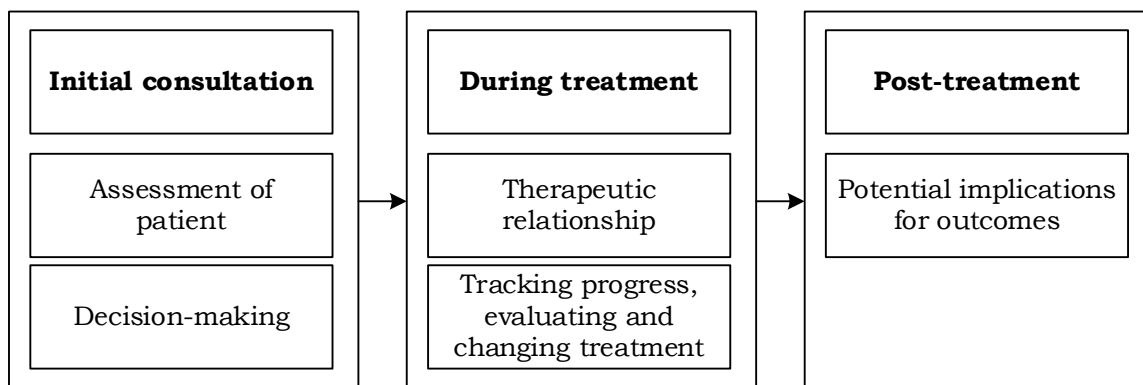 Initial consultation
Assessment of
patient
Decision-making
During treatment
Therapeutic
relationship
Tracking progress,
evaluating and
changing treatment
Post-treatment
Potential implications
for outcomes